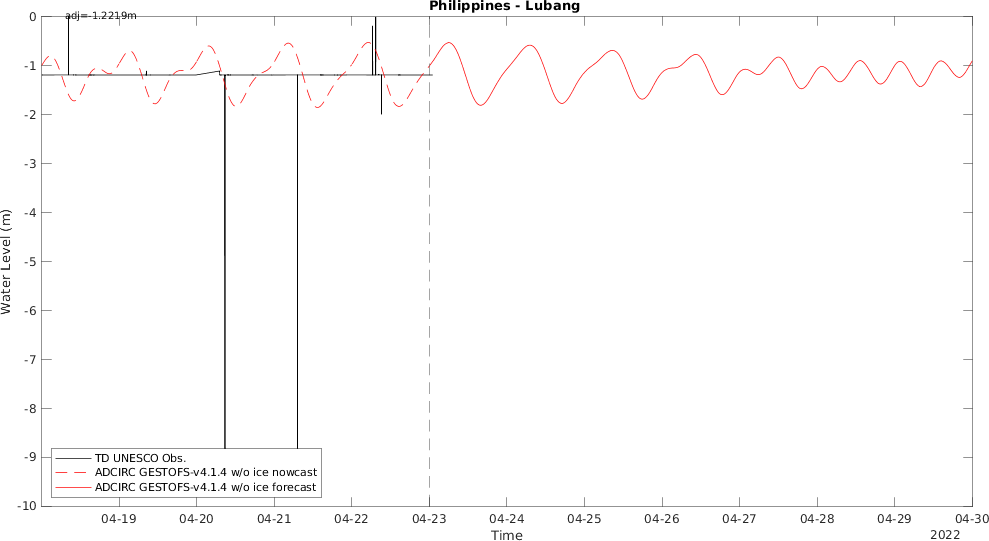 Philippines - Lubang
adj=-1.2219m
0
-1
-2
-3
-4
-5
-6
-7
-8
-9
-10
Water Level (m)
TD UNESCO Obs.
ADCIRC GESTOFS-v4.1.4 w/o ice nowcast
ADCIRC GESTOFS-v4.1.4 w/o ice forecast
04-19 04-20 04-21 04-22 04-23 04-24 04-25 04-26 04-27 04-28 04-29 04-30
Time
2022